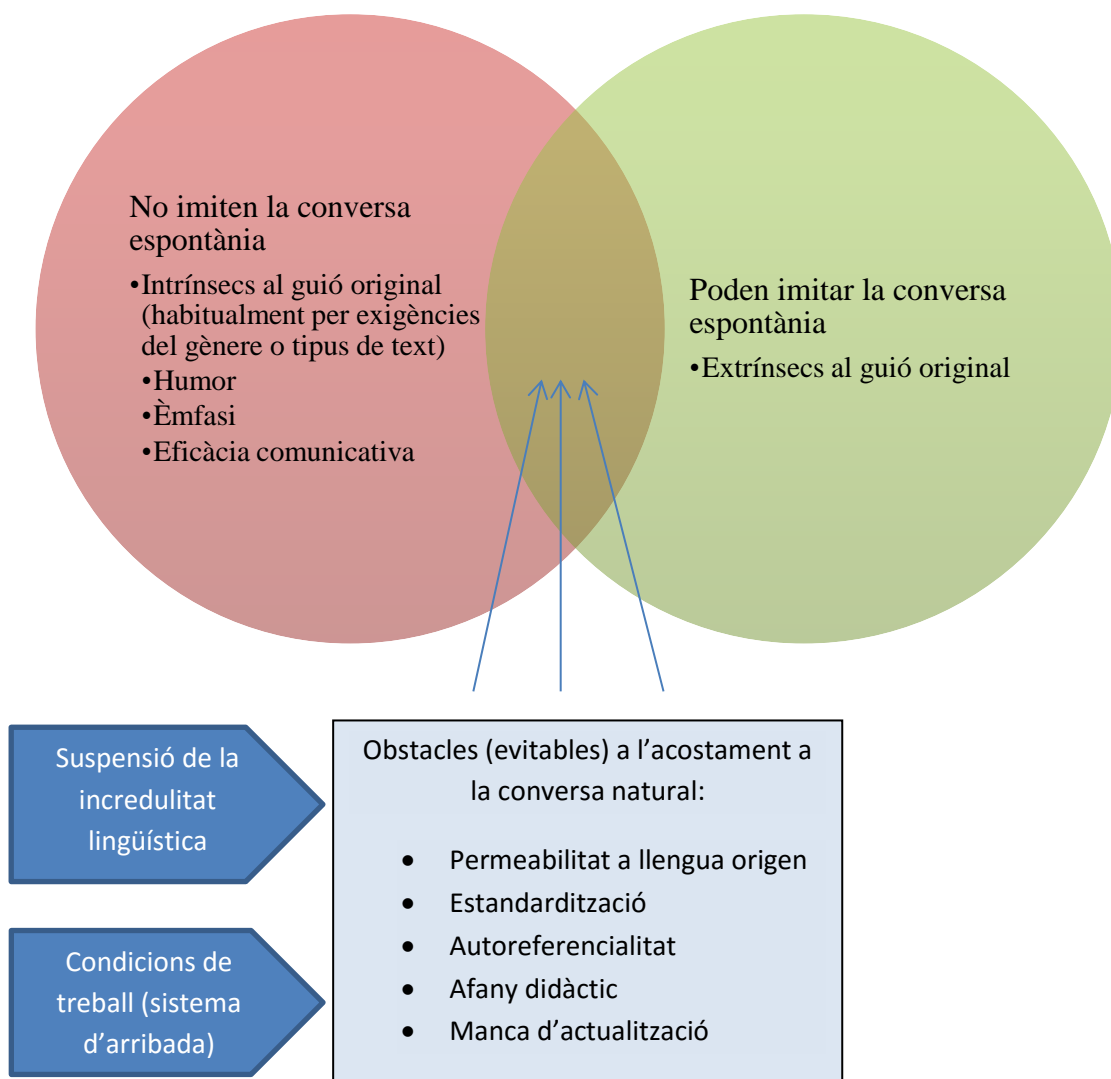 No imiten la conversa
espontània
•Intrínsecs al guió original
(habitualment per exigències
del gènere o tipus de text)
•Humor
•Èmfasi
•Eficàcia comunicativa
Poden imitar la conversa
espontània
•Extrínsecs al guió original
Suspensió de la
incredulitat
lingüística
Condicions de
treball (sistema
d’arribada)
Obstacles (evitables) a l’acostament a
la conversa natural:
• Permeabilitat a llengua origen
• Estandardització
• Autoreferencialitat
• Afany didàctic
• Manca d’actualització